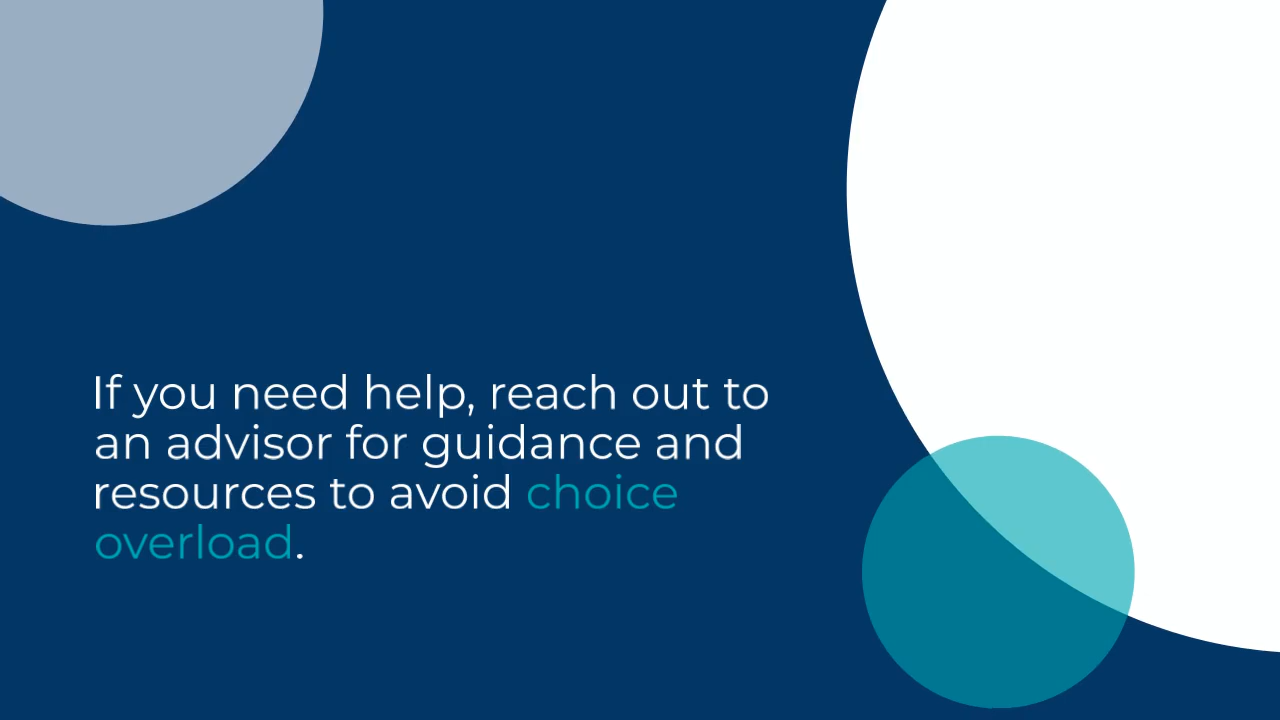 If you need help, reach out to
an advisor for guidance and
resources to avoid choice
overload.